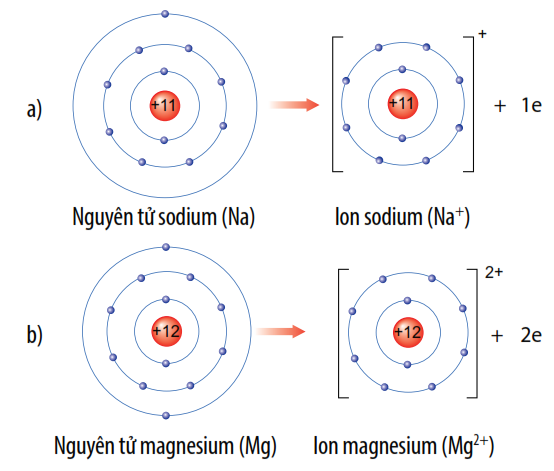 a) +11 [+11]⁺ + 1e
Nguyên tử sodium (Na) Ion sodium (Na⁺)
b) +12 [+12]²⁺ + 2e
Nguyên tử magnesium (Mg) Ion magnesium (Mg²⁺)